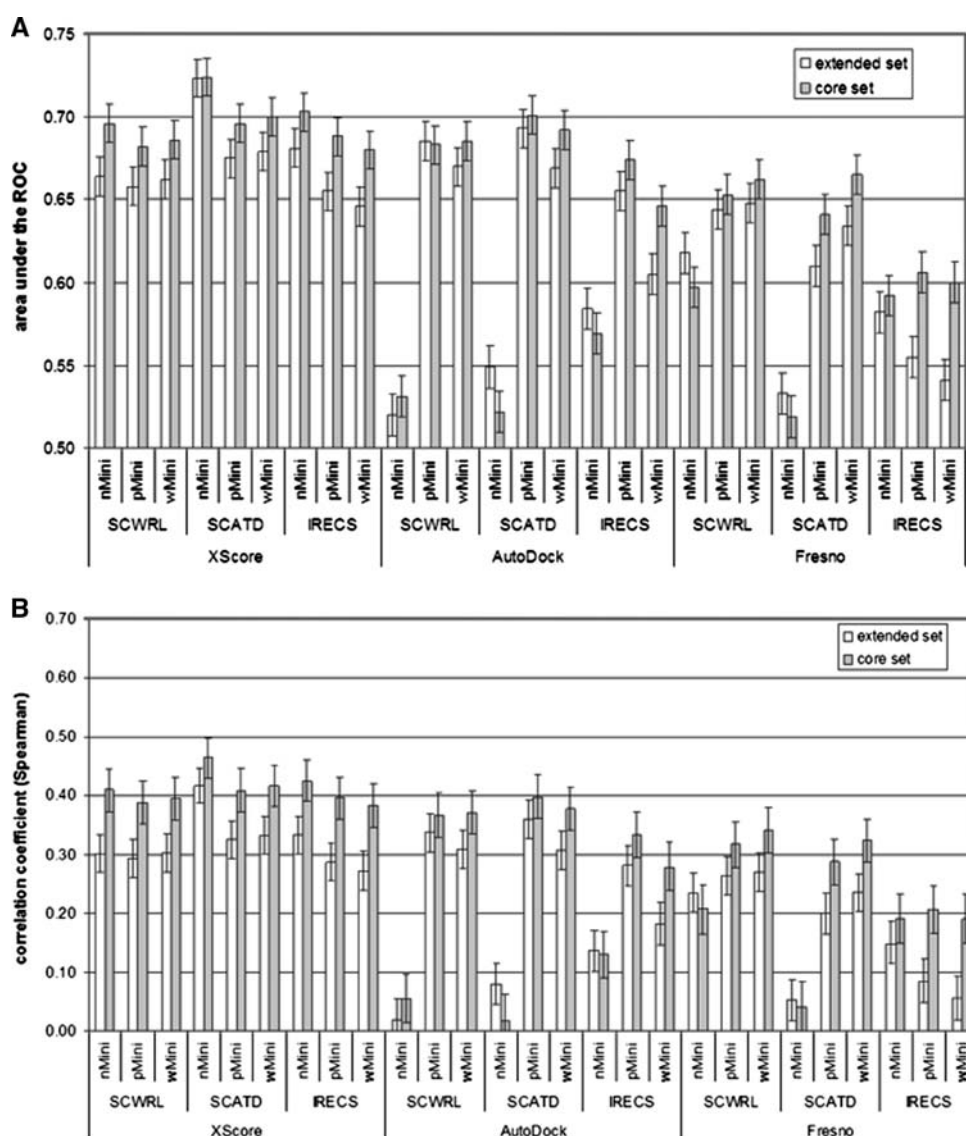 A
area under the ROC
0.75
0.70
0.65
0.60
0.55
0.50
extended set
core set
nMini pMini wMini nMini pMini wMini nMini pMini wMini nMini pMini wMini nMini pMini wMini nMini pMini wMini nMini pMini wMini nMini pMini wMini nMini pMini wMini
SCWRL SCATD IRECS SCWRL SCATD IRECS SCWRL SCATD IRECS
XScore AutoDock Fresno
B
correlation coefficient (Spearman)
0.70
0.60
0.50
0.40
0.30
0.20
0.10
0.00
extended set
core set
nMini pMini wMini nMini pMini wMini nMini pMini wMini nMini pMini wMini nMini pMini wMini nMini pMini wMini nMini pMini wMini nMini pMini wMini nMini pMini wMini
SCWRL SCATD IRECS SCWRL SCATD IRECS SCWRL SCATD IRECS
XScore AutoDock Fresno